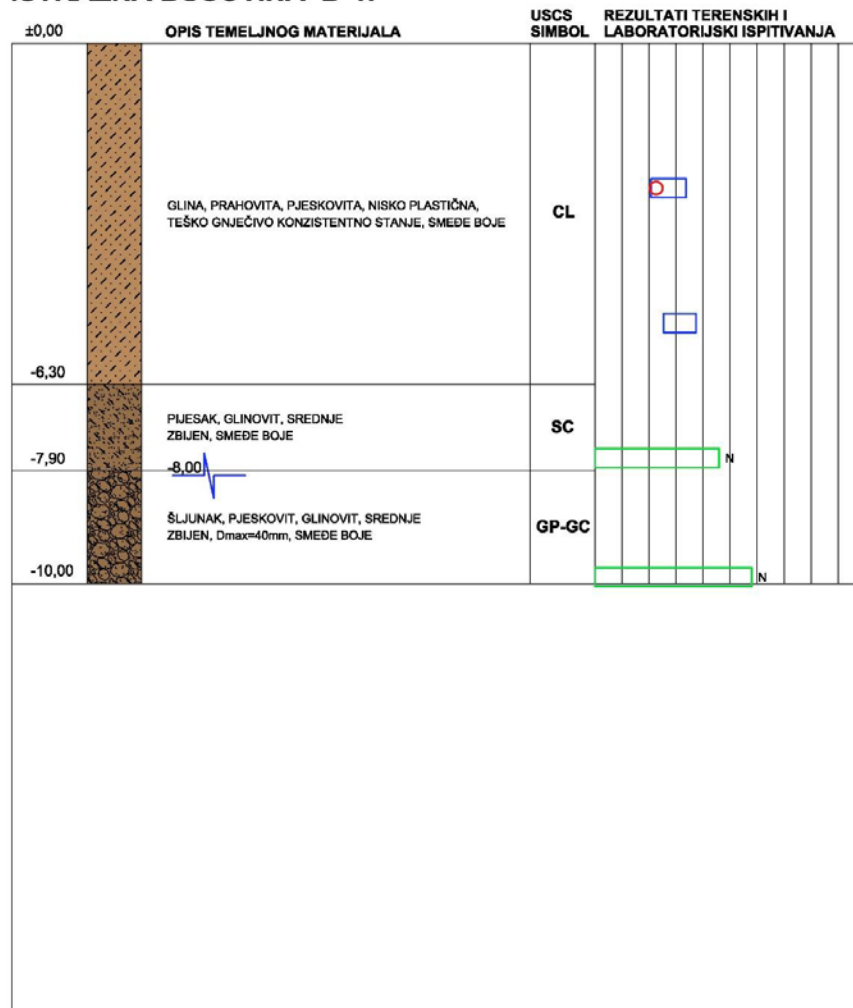 ±0,00
OPIS TEMELJNOG MATERIJALA
USCS
SIMBOL
REZULTATI TERENSKIH I
LABORATORIJSKI ISPITIVANJA
GLINA, PRAHOVITA, PJESKOVITA, NISKO PLASTIČNA,
TEŠKO GNJEČIVO KONZISTENTNO STANJE, SMEĐE BOJE
CL
-6,30
PIJESAK, GLINOVIT, SREDNJE
ZBIJEN, SMEĐE BOJE
SC
-7,90
-8,00
N
ŠLJUNAK, PJESKOVIT, GLINOVIT, SREDNJE
ZBIJEN, Dmax=40mm, SMEĐE BOJE
GP-GC
-10,00
N